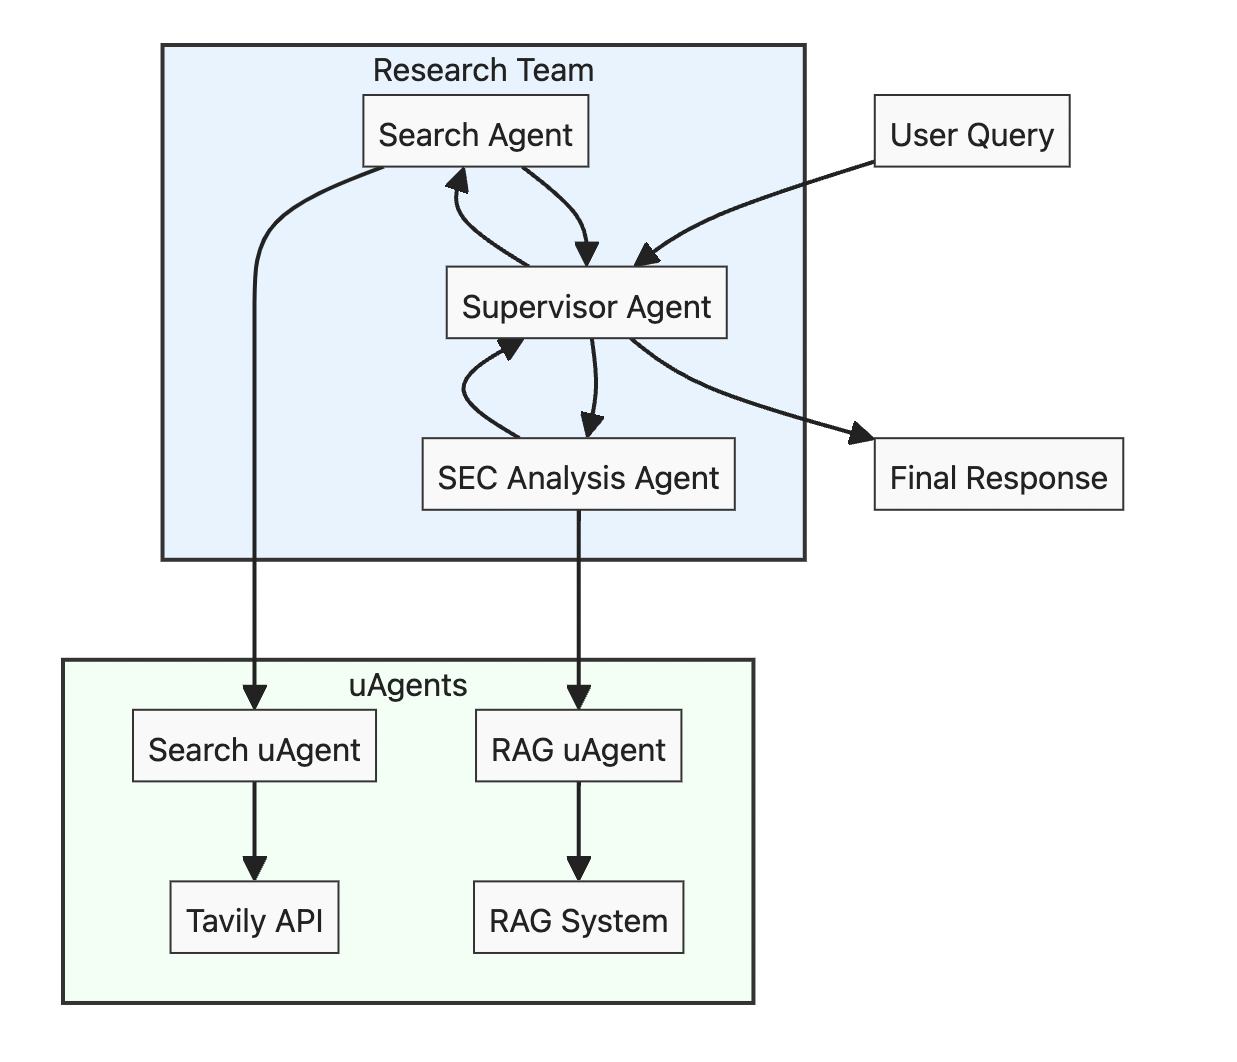 Research Team
Search Agent
User Query
Supervisor Agent
SEC Analysis Agent
Final Response
uAgents
Search uAgent
RAG uAgent
Tavily API
RAG System